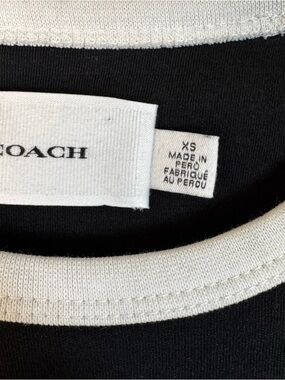 COACH
XS
MADE IN
PERÚ
FABRIQUÉ
AU PÉROU